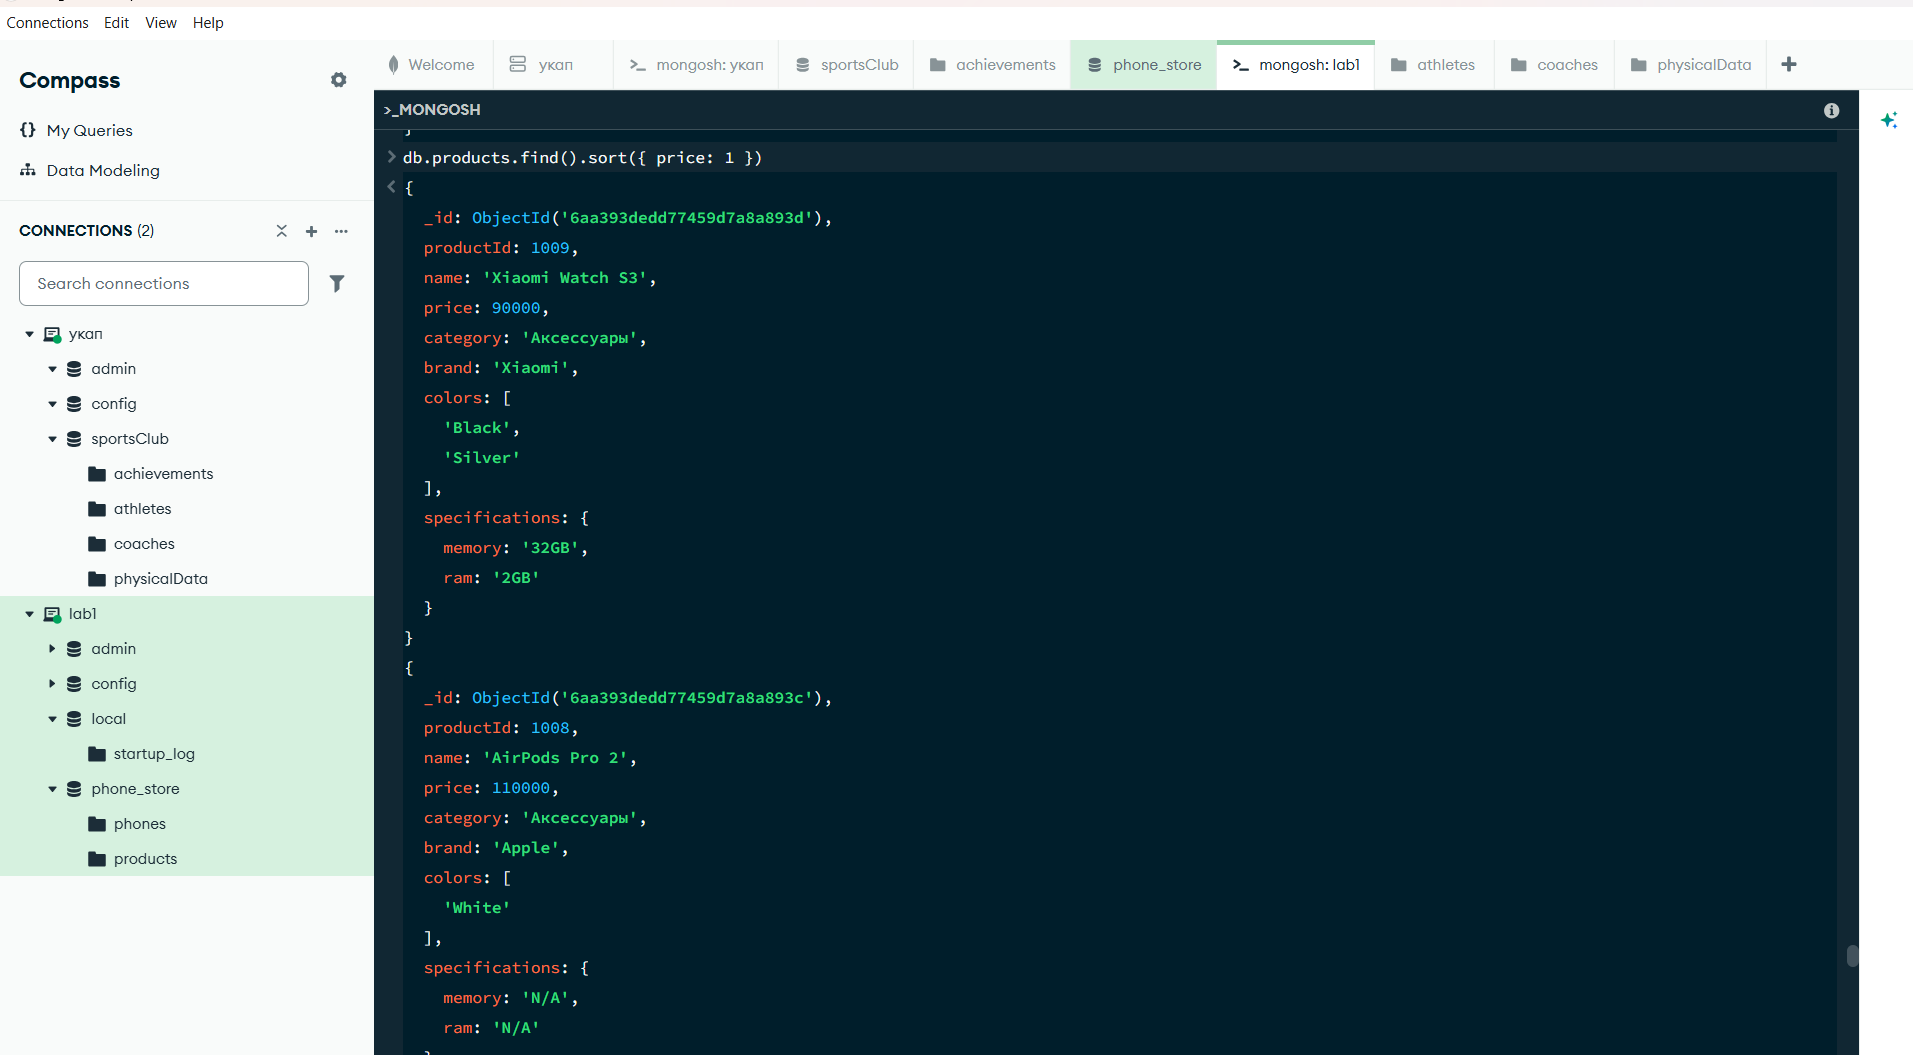 Connections Edit View Help
Compass
My Queries
Data Modeling
CONNECTIONS (2)
Search connections
укап
admin
config
sportsClub
achievements
athletes
coaches
physicalData
lab1
admin
config
local
startup_log
phone_store
phones
products
Welcome укап mongosh: укап sportsClub achievements phone_store mongosh: lab1 athletes coaches physicalData
>_MONGOSH
}
> db.products.find().sort({ price: 1 })
< {
_id: ObjectId('6aa393dedd77459d7a8a893d'),
productId: 1009,
name: 'Xiaomi Watch S3',
price: 90000,
category: 'Аксессуары',
brand: 'Xiaomi',
colors: [
'Black',
'Silver'
],
specifications: {
memory: '32GB',
ram: '2GB'
}
}
{
_id: ObjectId('6aa393dedd77459d7a8a893c'),
productId: 1008,
name: 'AirPods Pro 2',
price: 110000,
category: 'Аксессуары',
brand: 'Apple',
colors: [
'White'
],
specifications: {
memory: 'N/A',
ram: 'N/A'
}